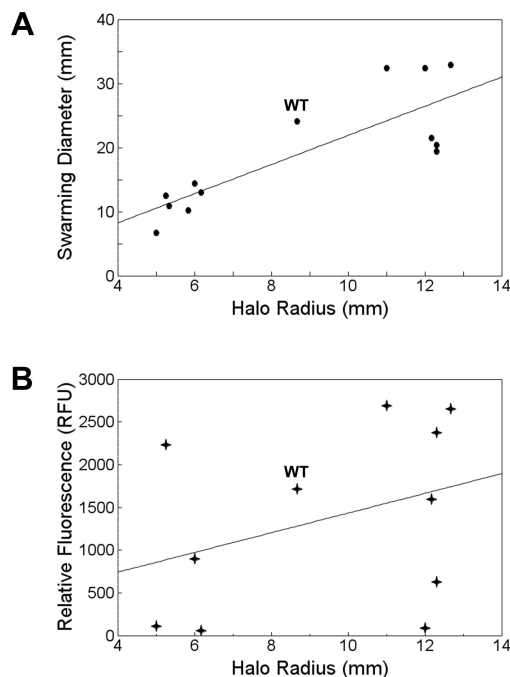 A
40
30
20
10
0
Swarming Diameter (mm)
WT
4 6 8 10 12 14
Halo Radius (mm)
B
3000
2500
2000
1500
1000
500
0
Relative Fluorescence (RFU)
WT
4 6 8 10 12 14
Halo Radius (mm)